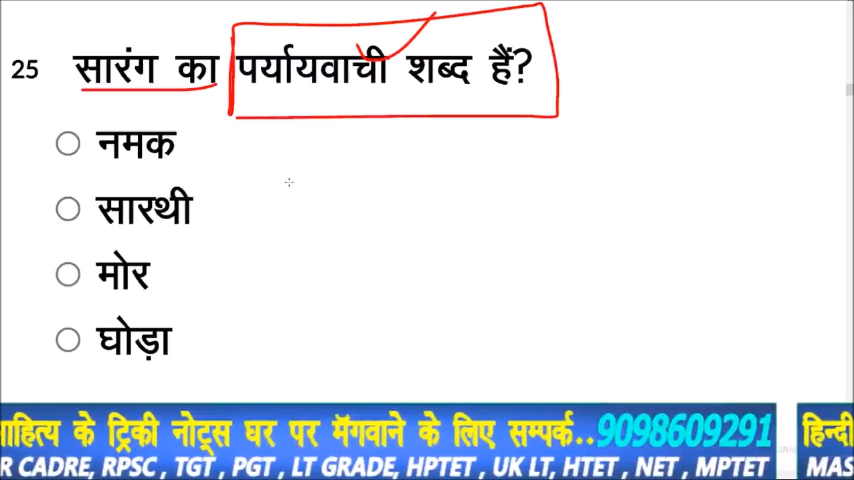 25 सारंग का पर्यायवाची शब्द हैं?
नमक
सारथी
मोर
घोड़ा
ाहित्य के ट्रिकी नोट्स घर पर मँगवाने के लिए सम्पर्क..9098609291 हिन्दी
R CADRE, RPSC , TGT , PGT , LT GRADE, HPTET , UK LT, HTET , NET , MPTET MAS